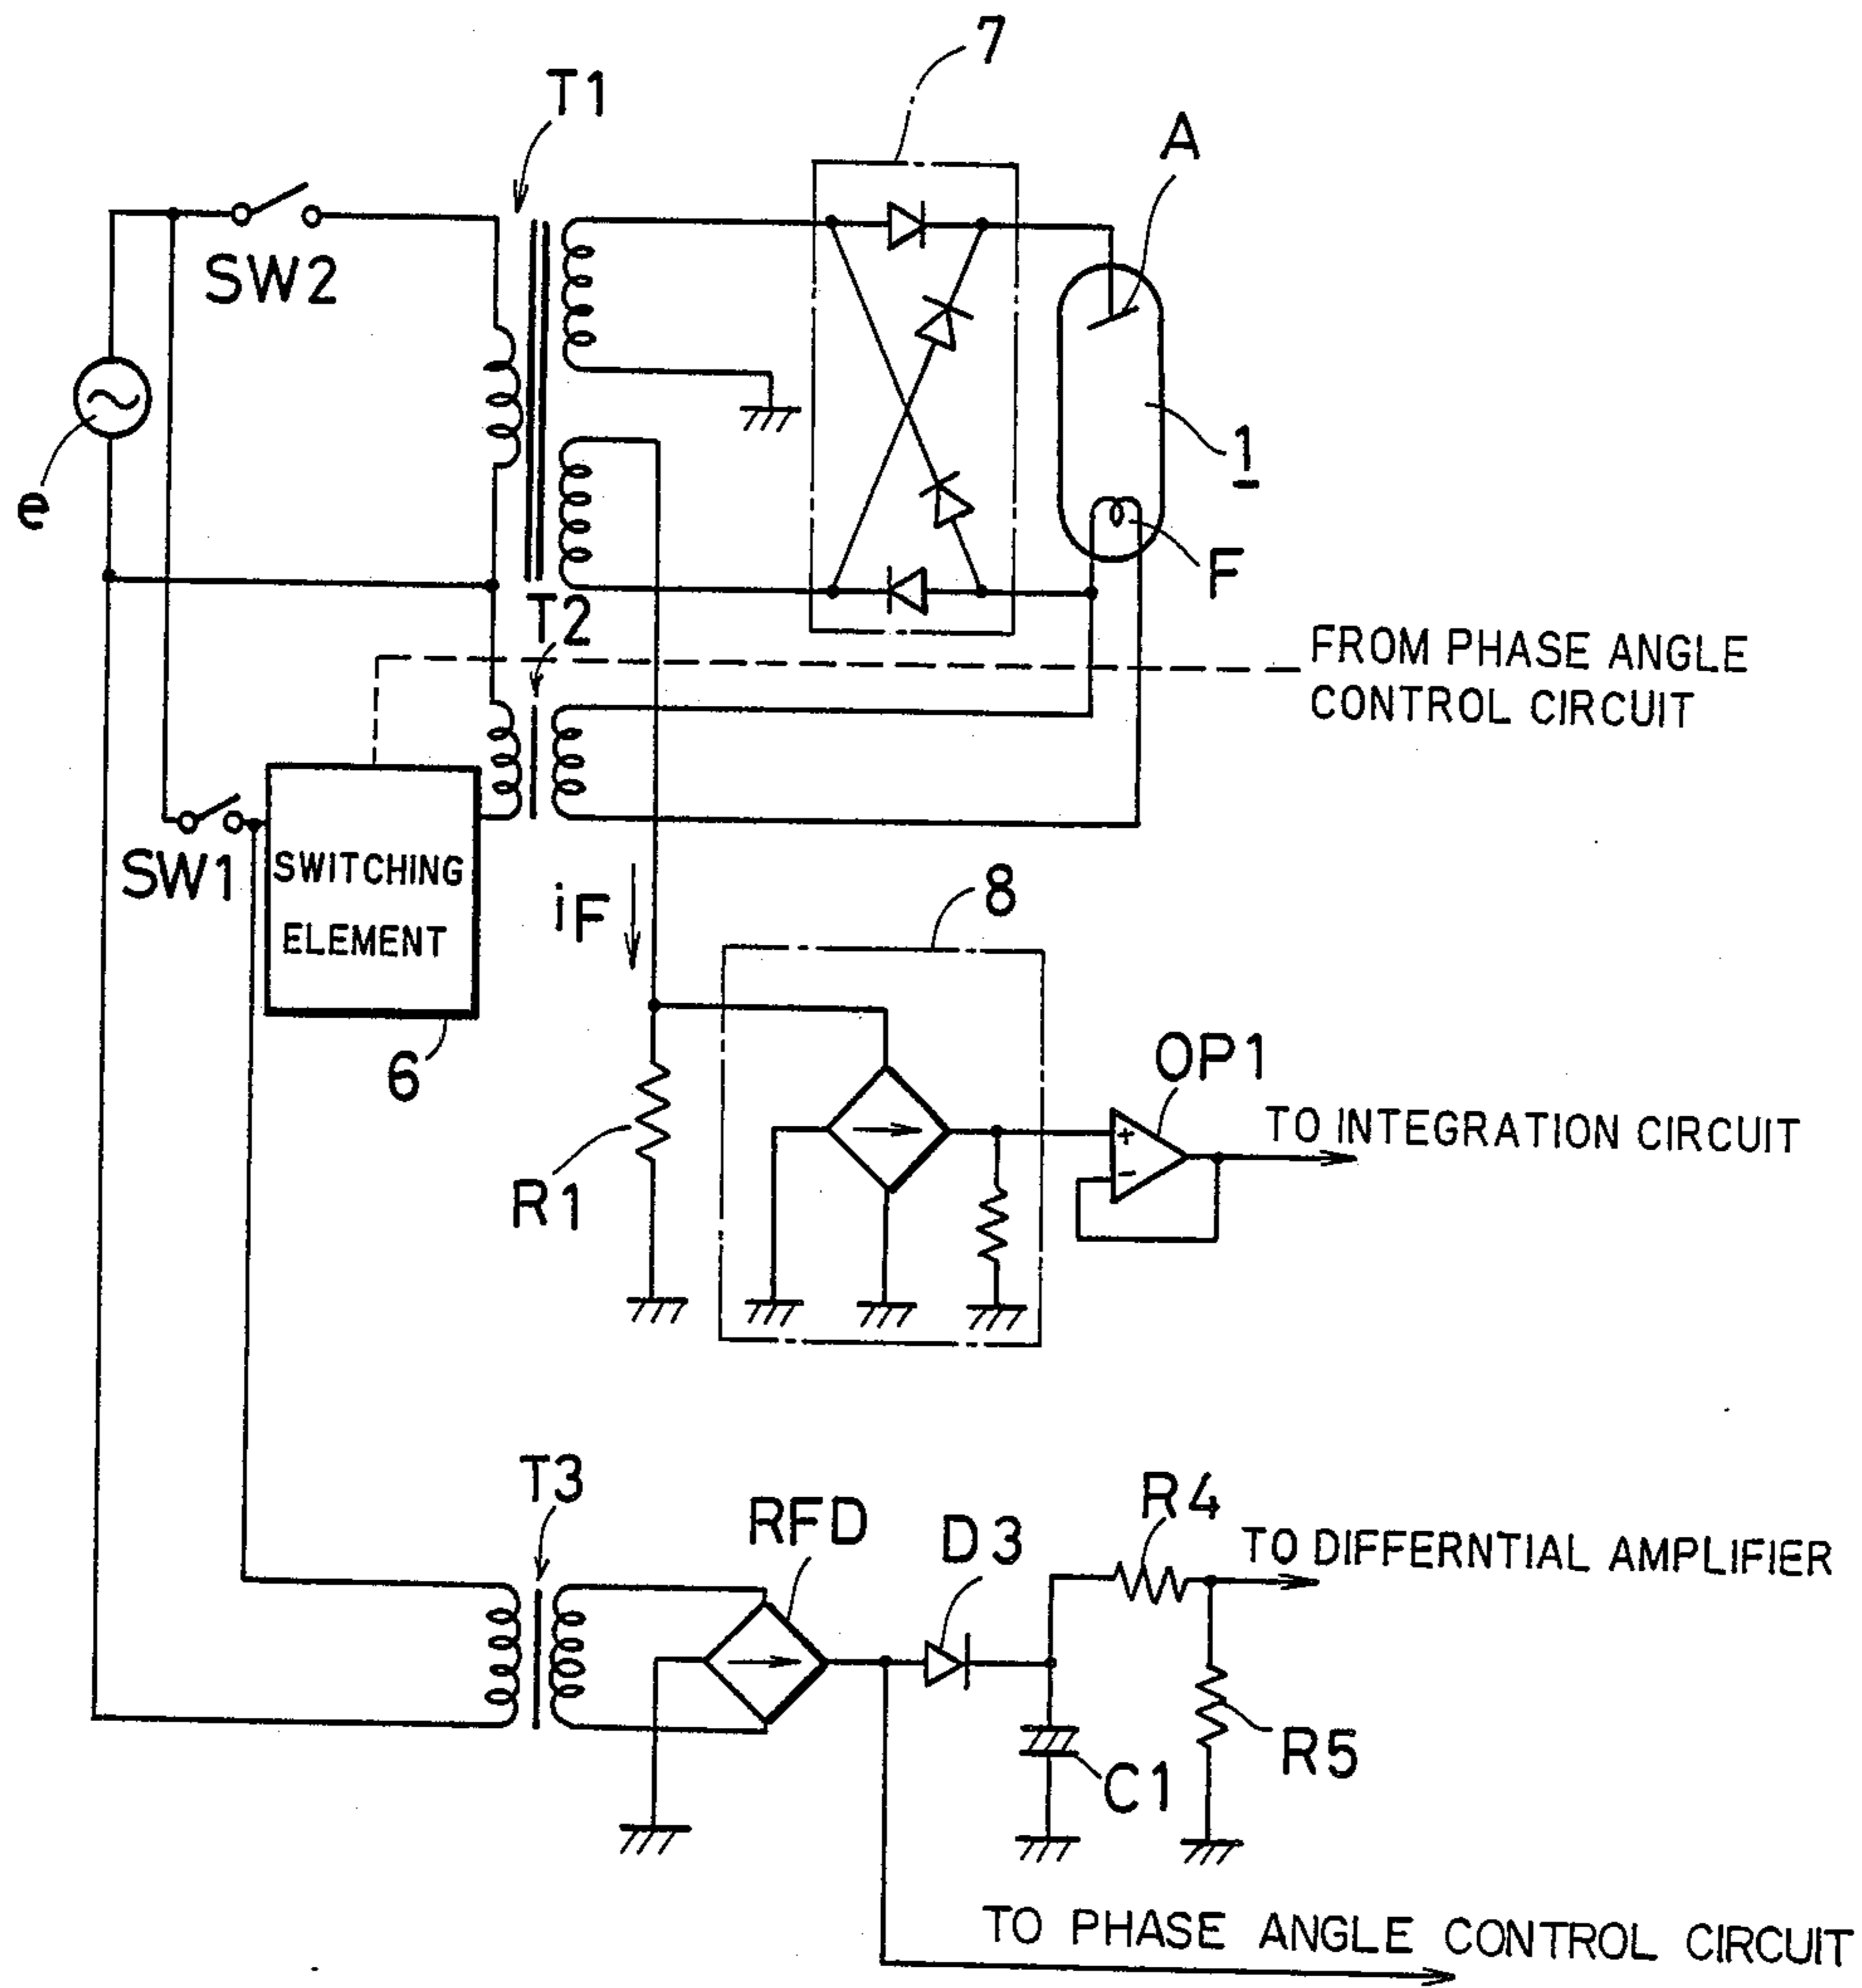 7
T1
A
SW2
e
1
F
T2
FROM PHASE ANGLE
CONTROL CIRCUIT
SW1
SWITCHING
ELEMENT
iF
8
6
OP1
+
-
TO INTEGRATION CIRCUIT
R1
T3
RFD
D3
R4
TO DIFFERNTIAL AMPLIFIER
R5
C1
TO PHASE ANGLE CONTROL CIRCUIT